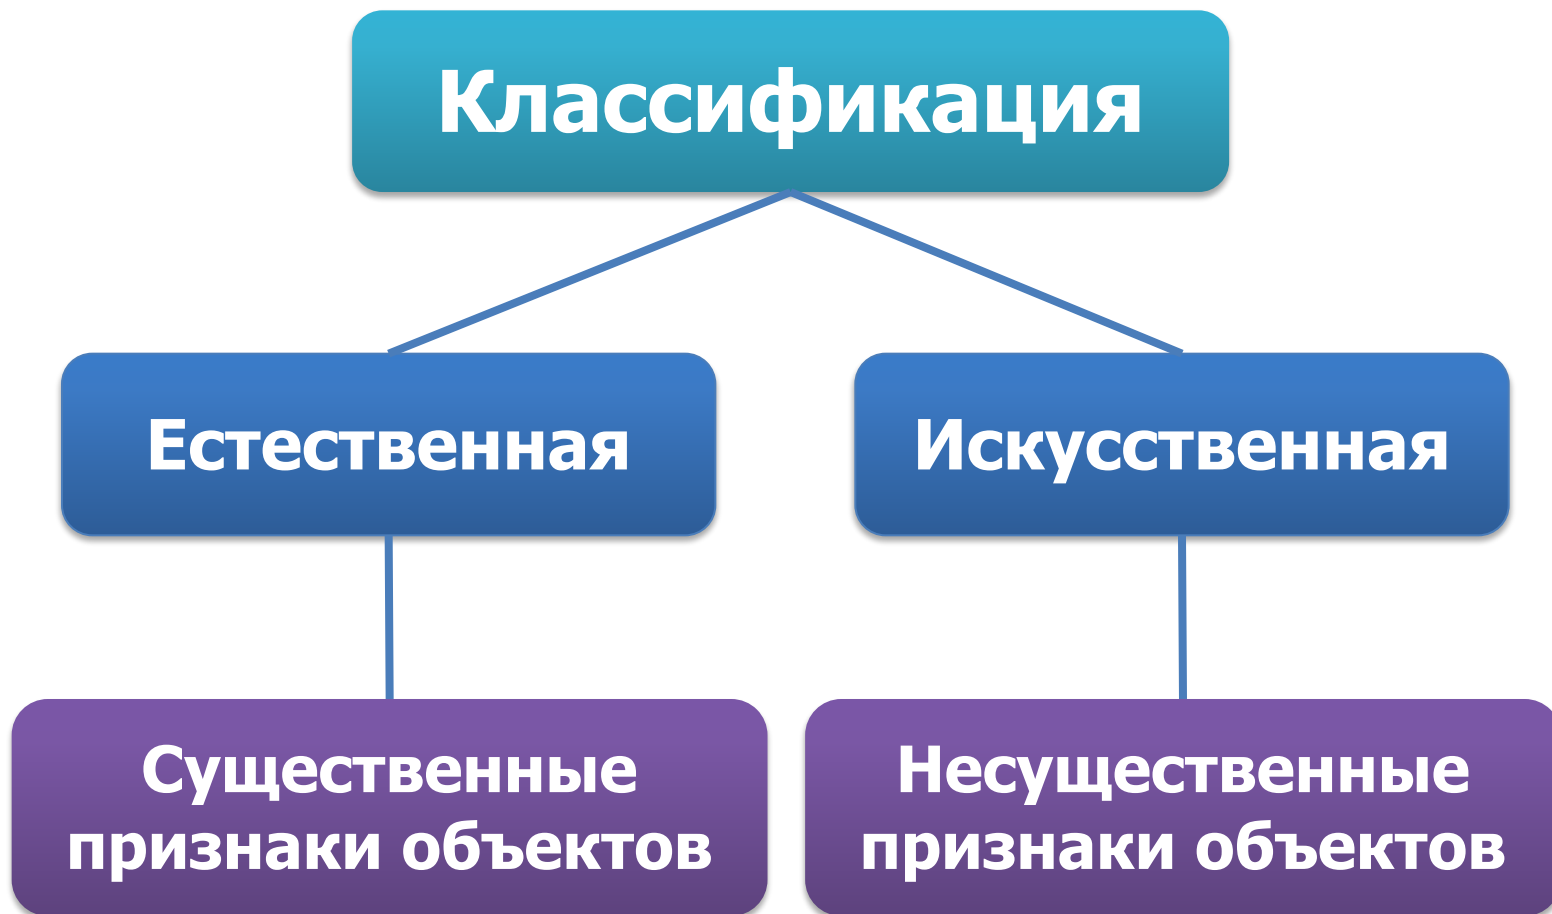 Классификация
Естественная
Искусственная
Существенные
признаки объектов
Несущественные
признаки объектов